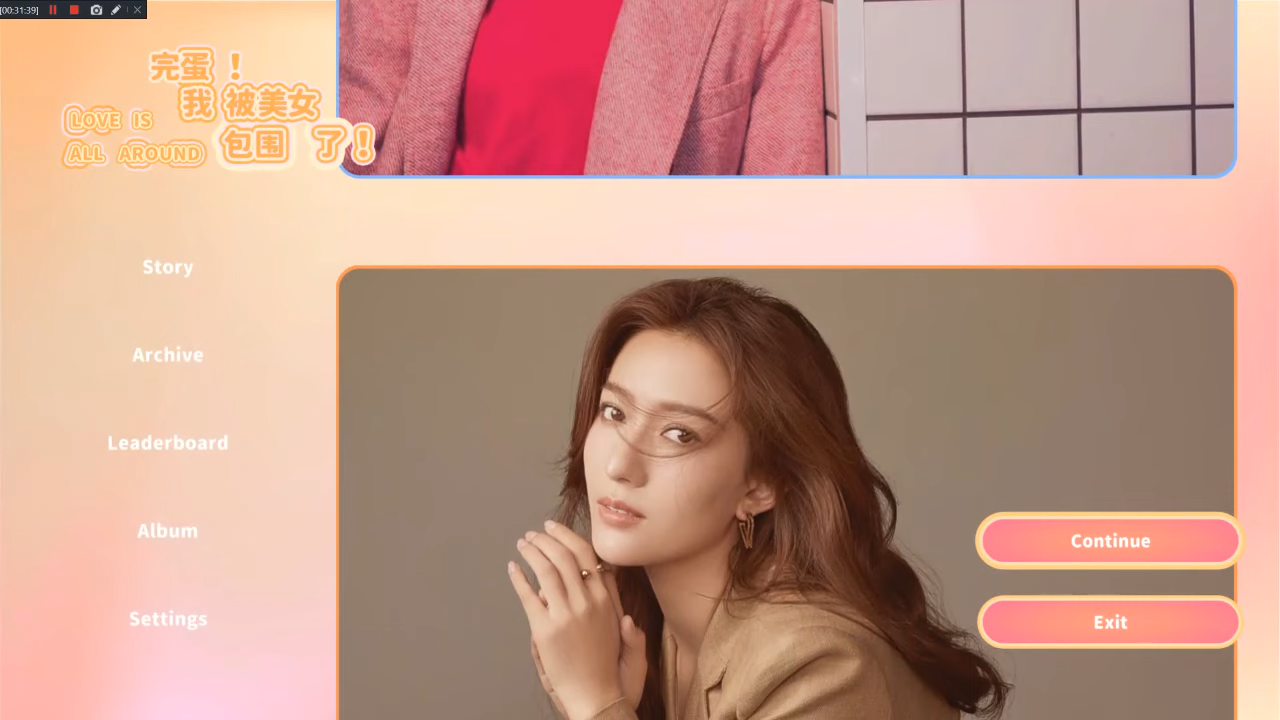 [00:31:39]
完蛋！
我被美女
LOVE IS
ALL AROUND
包围了！
Story
Archive
Leaderboard
Album
Settings
Continue
Exit